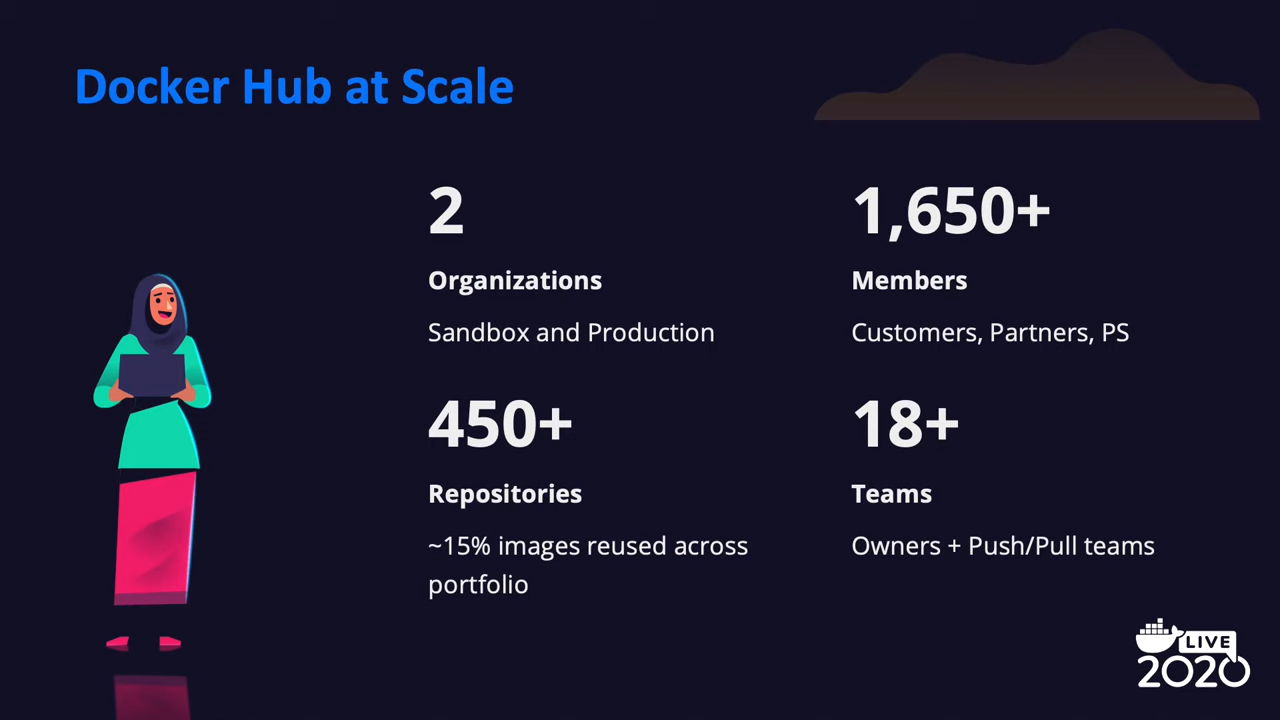 Docker Hub at Scale
2
Organizations
Sandbox and Production
1,650+
Members
Customers, Partners, PS
450+
Repositories
~15% images reused across
portfolio
18+
Teams
Owners + Push/Pull teams
LIVE
2020